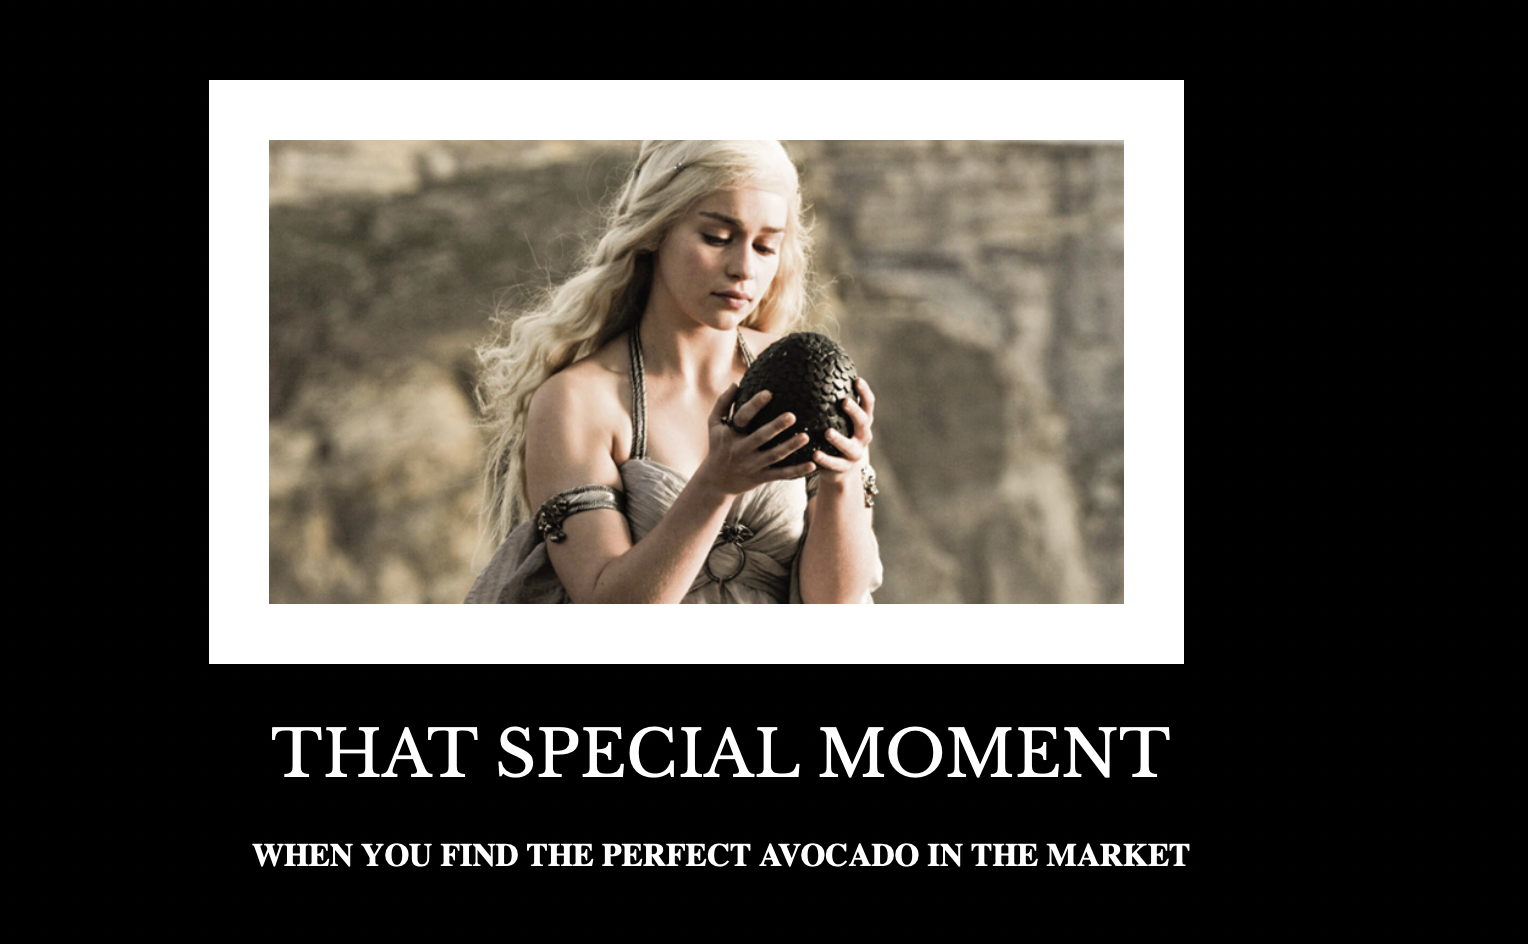 THAT SPECIAL MOMENT
WHEN YOU FIND THE PERFECT AVOCADO IN THE MARKET